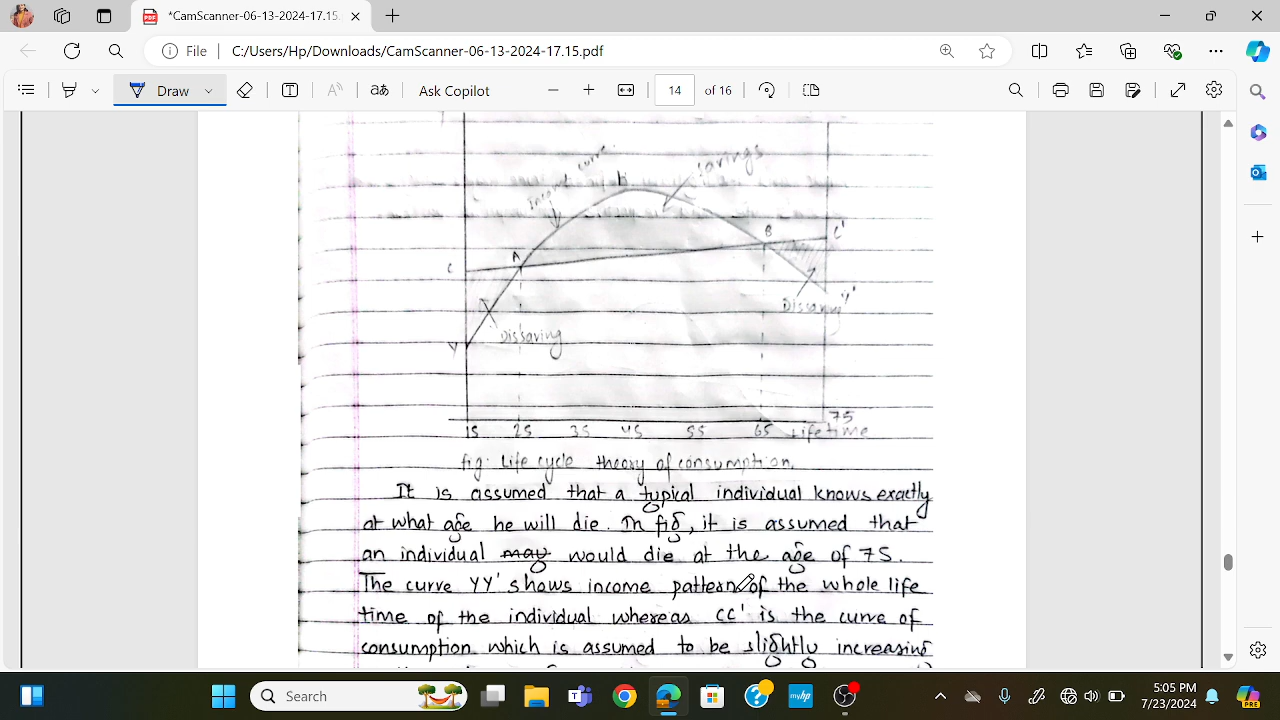 *CamScanner-06-13-2024-17.15.
File
C:/Users/Hp/Downloads/CamScanner-06-13-2024-17.15.pdf
Draw
Ask Copilot
14
of 16
Income curve
Savings
A
B
C'
C
Y'
Dissaving
Dissaving
Y
75
15 25 35 45 55 65 Lifetime
fig: Life cycle theory of consumption.
It is assumed that a typical individual knows exactly
at what age he will die. In fig, it is assumed that
an individual may would die at the age of 75.
The curve YY' shows income pattern of the whole life
time of the individual whereas CC' is the curve of
consumption which is assumed to be slightly increasing
Search
5:05 PM
7/23/2024